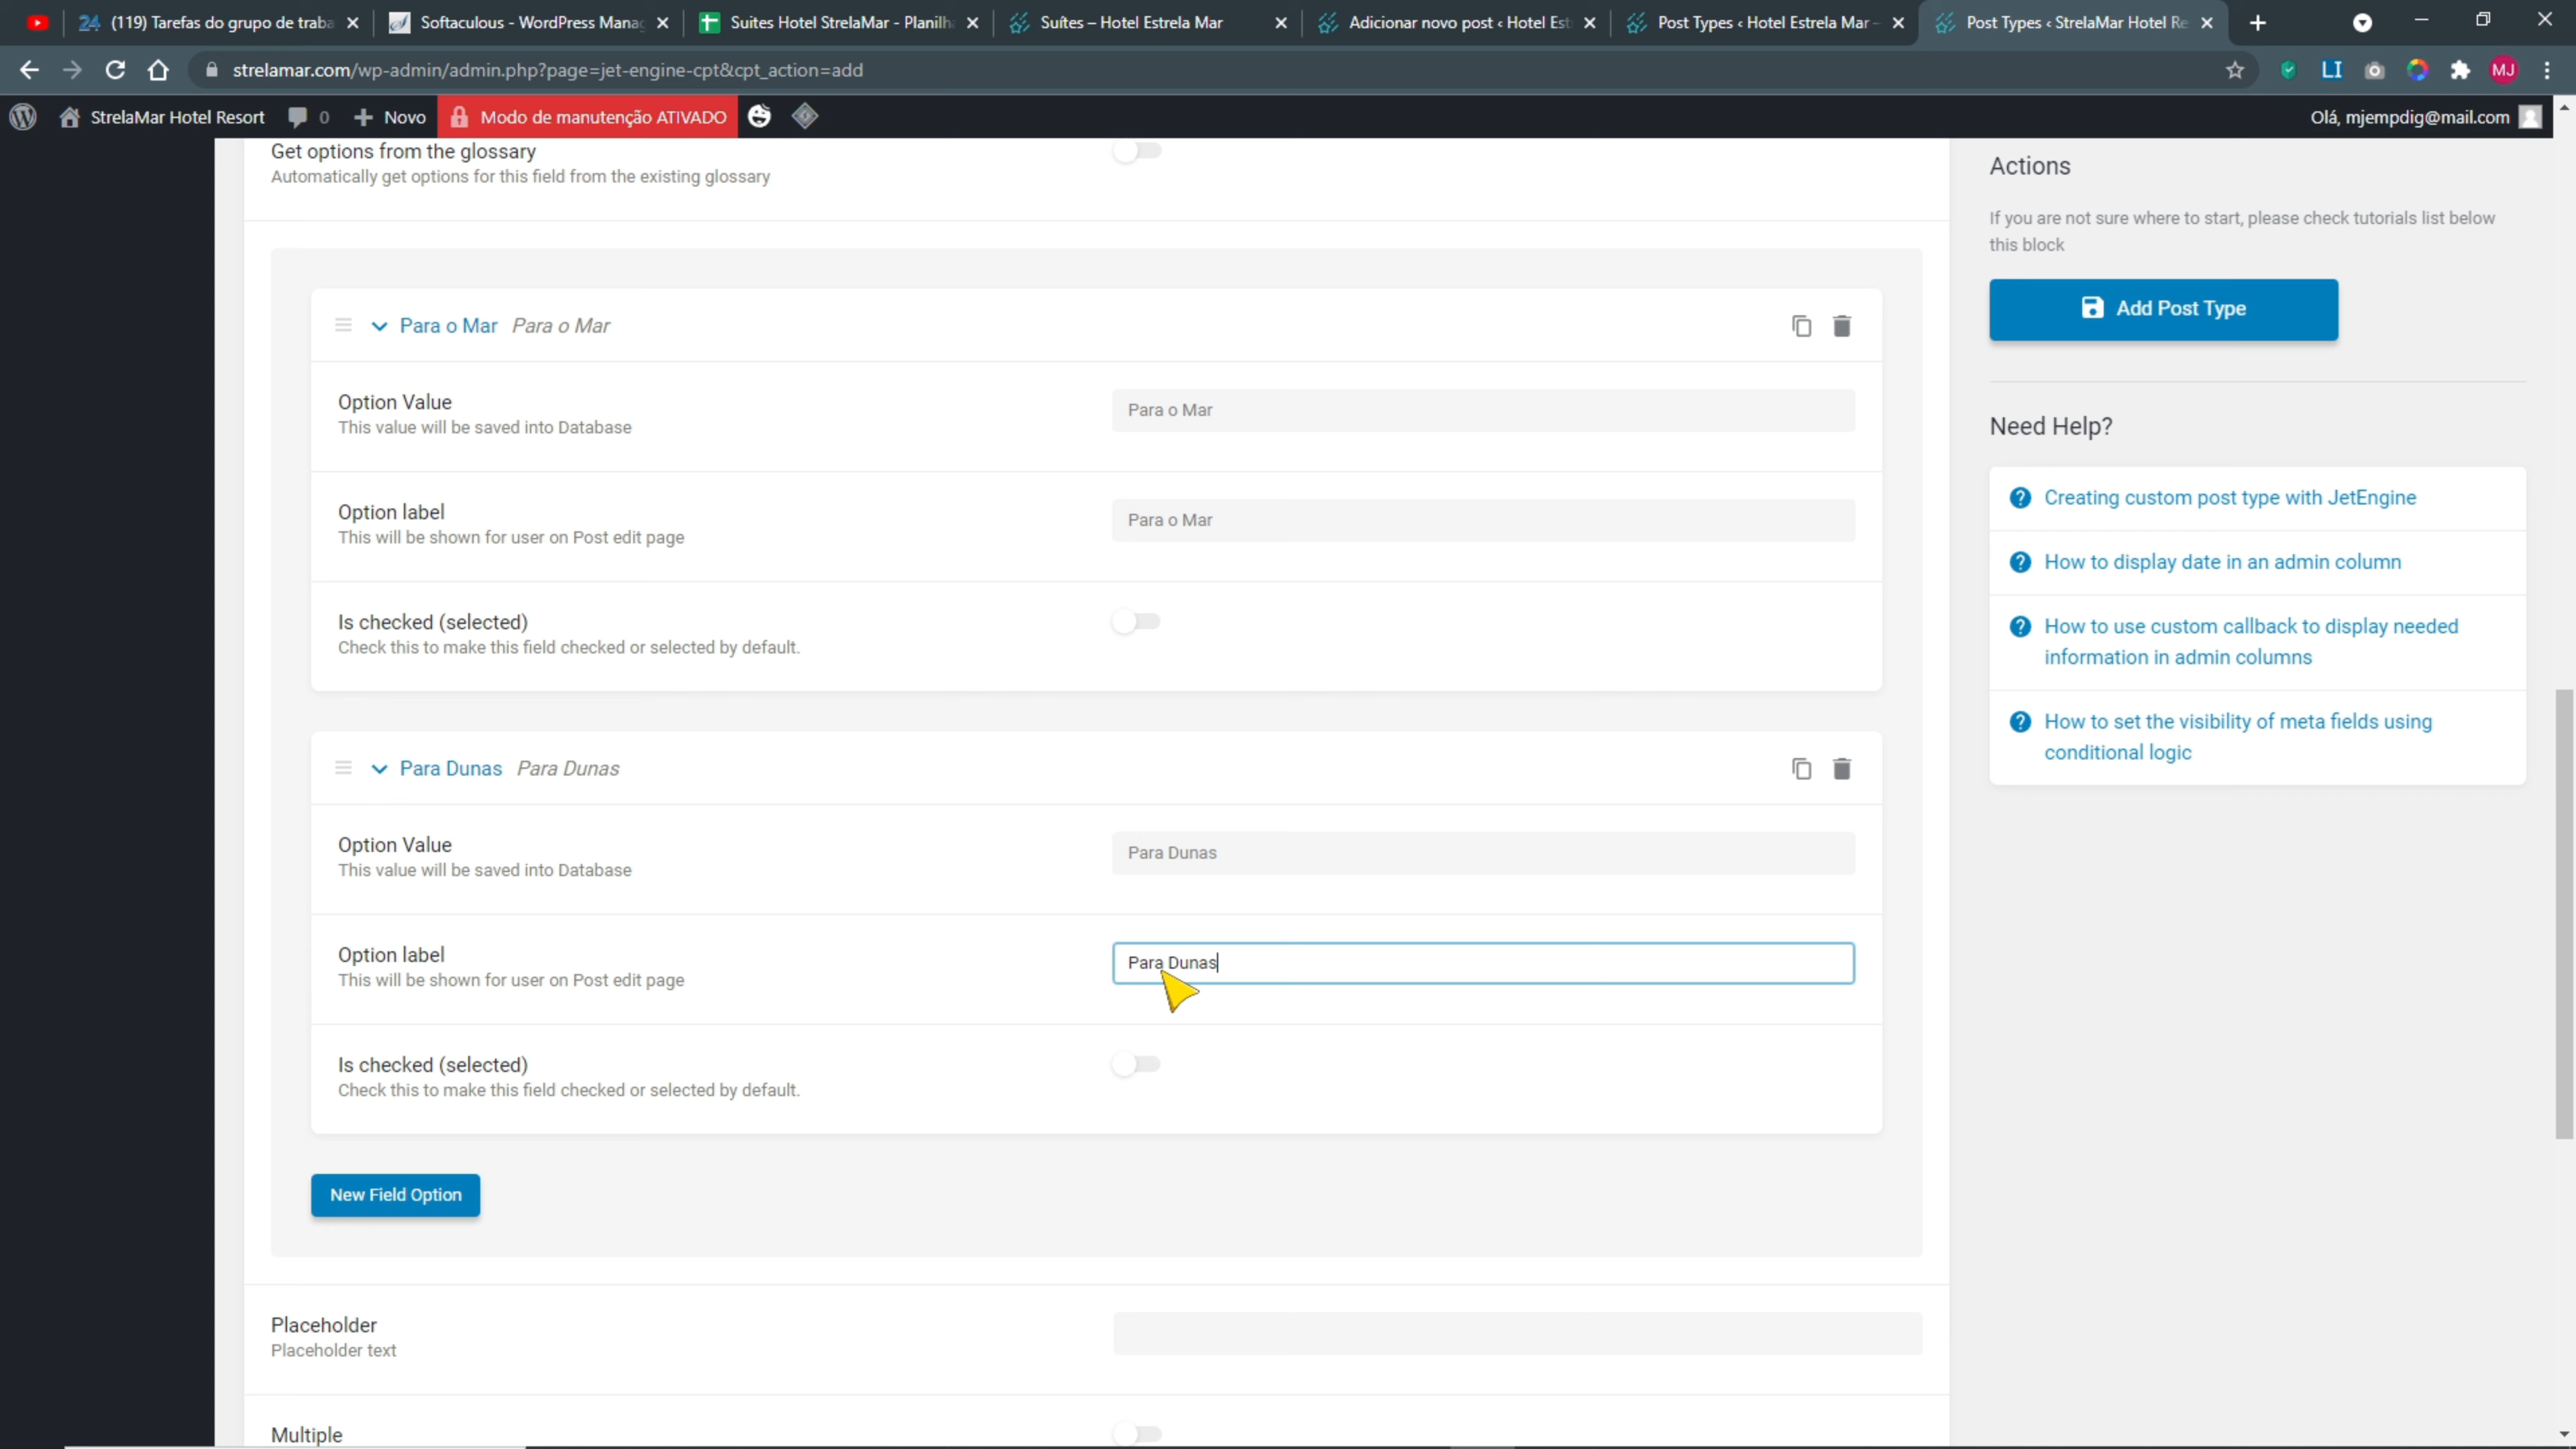 24 (119) Tarefas do grupo de traba
Softaculous - WordPress Manag
Suites Hotel StrelaMar - Planilh
Suítes – Hotel Estrela Mar
Adicionar novo post ‹ Hotel Est
Post Types ‹ Hotel Estrela Mar –
Post Types ‹ StrelaMar Hotel Re
strelamar.com/wp-admin/admin.php?page=jet-engine-cpt&cpt_action=add
LI
MJ
StrelaMar Hotel Resort
0
Novo
Modo de manutenção ATIVADO
Olá, mjempdig@mail.com
Get options from the glossary
Automatically get options for this field from the existing glossary
Para o Mar Para o Mar
Option Value
This value will be saved into Database
Para o Mar
Option label
This will be shown for user on Post edit page
Para o Mar
Is checked (selected)
Check this to make this field checked or selected by default.
Para Dunas Para Dunas
Option Value
This value will be saved into Database
Para Dunas
Option label
This will be shown for user on Post edit page
Para Dunas
Is checked (selected)
Check this to make this field checked or selected by default.
New Field Option
Placeholder
Placeholder text
Multiple
Actions
If you are not sure where to start, please check tutorials list below
this block
Add Post Type
Need Help?
Creating custom post type with JetEngine
How to display date in an admin column
How to use custom callback to display needed
information in admin columns
How to set the visibility of meta fields using
conditional logic